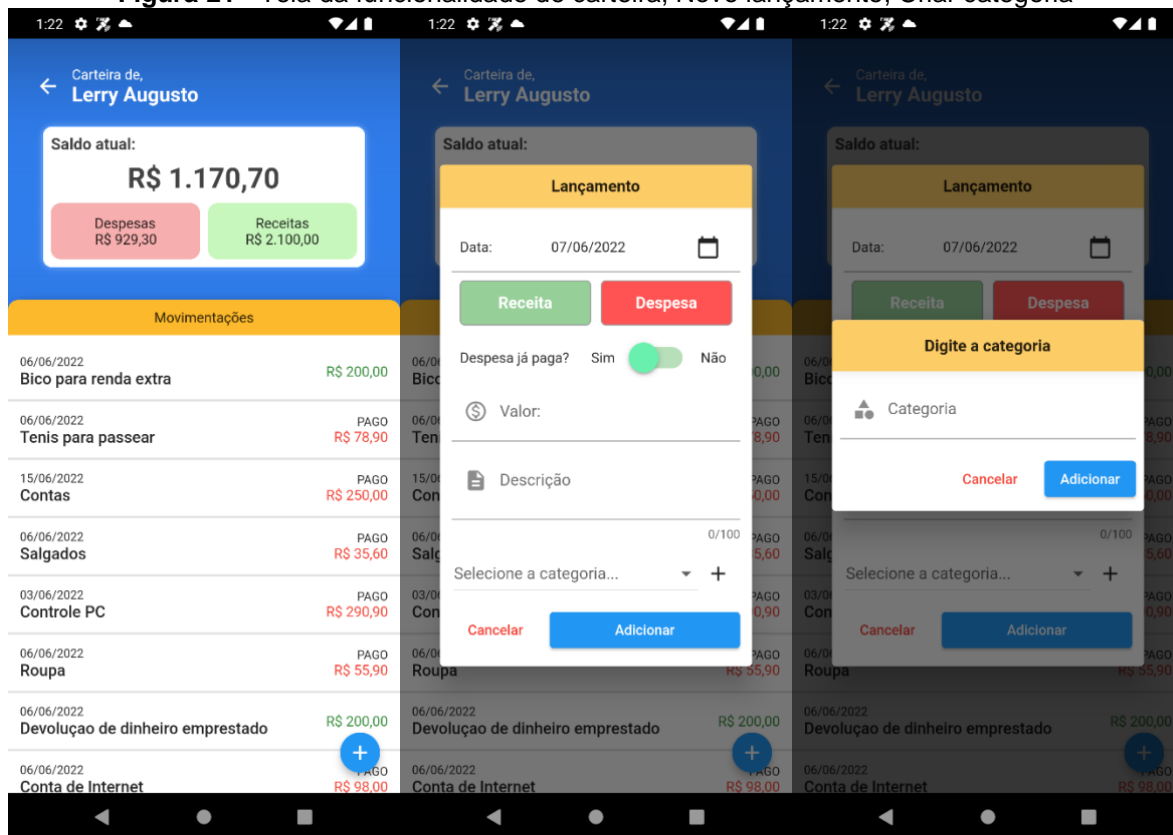 Figura 21 - Tela da funcionalidade de carteira, Novo lançamento, Criar categoria
1:22
Carteira de,
Lerry Augusto
Saldo atual:
R$ 1.170,70
Despesas
R$ 929,30
Receitas
R$ 2.100,00
Movimentações
06/06/2022
Bico para renda extra
R$ 200,00
06/06/2022
Tenis para passear
PAGO
R$ 78,90
15/06/2022
Contas
PAGO
R$ 250,00
06/06/2022
Salgados
PAGO
R$ 35,60
03/06/2022
Controle PC
PAGO
R$ 290,90
06/06/2022
Roupa
PAGO
R$ 55,90
06/06/2022
Devoluçao de dinheiro emprestado
R$ 200,00
06/06/2022
Conta de Internet
PAGO
R$ 98,00
1:22
Carteira de,
Lerry Augusto
Saldo atual:
Lançamento
Data: 07/06/2022
Receita Despesa
Despesa já paga? Sim Não
Valor:
Descrição
0/100
Selecione a categoria...
Cancelar Adicionar
Roupa
R$ 55,90
06/06/2022
Devoluçao de dinheiro emprestado
R$ 200,00
06/06/2022
Conta de Internet
PAGO
R$ 98,00
1:22
Carteira de,
Lerry Augusto
Saldo atual:
Lançamento
Data: 07/06/2022
Receita Despesa
Digite a categoria
Categoria
Cancelar Adicionar
0/100
Selecione a categoria...
Cancelar Adicionar
Roupa
R$ 55,90
06/06/2022
Devoluçao de dinheiro emprestado
R$ 200,00
06/06/2022
Conta de Internet
PAGO
R$ 98,00